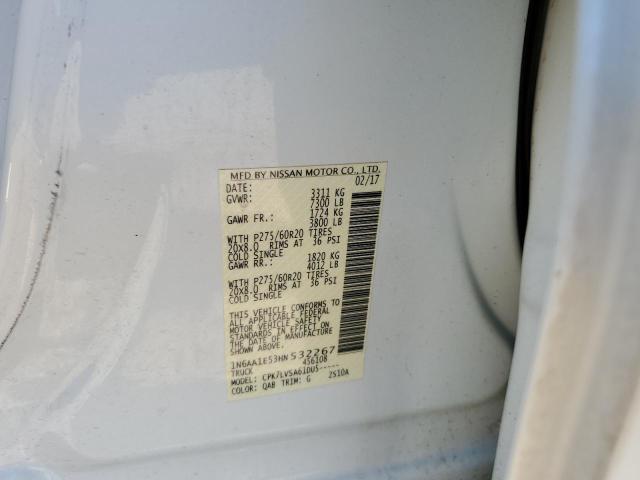 MFD BY NISSAN MOTOR CO., LTD.
DATE: 02/17
GVWR: 3311 KG
7300 LB
GAWR FR.: 1724 KG
3800 LB
WITH P275/60R20 TIRES
20X8.0 RIMS AT 36 PSI
COLD SINGLE
GAWR RR.: 1820 KG
4012 LB
WITH P275/60R20 TIRES
20X8.0 RIMS AT 36 PSI
COLD SINGLE
THIS VEHICLE CONFORMS TO
ALL APPLICABLE FEDERAL
MOTOR VEHICLE SAFETY
STANDARDS IN EFFECT ON
THE DATE OF MANUFACTURE
1N6AA1E53HN532267
TRUCK 456108
MODEL: CPK7LVSA61DUS-----
COLOR: QAB TRIM: G 2S10A